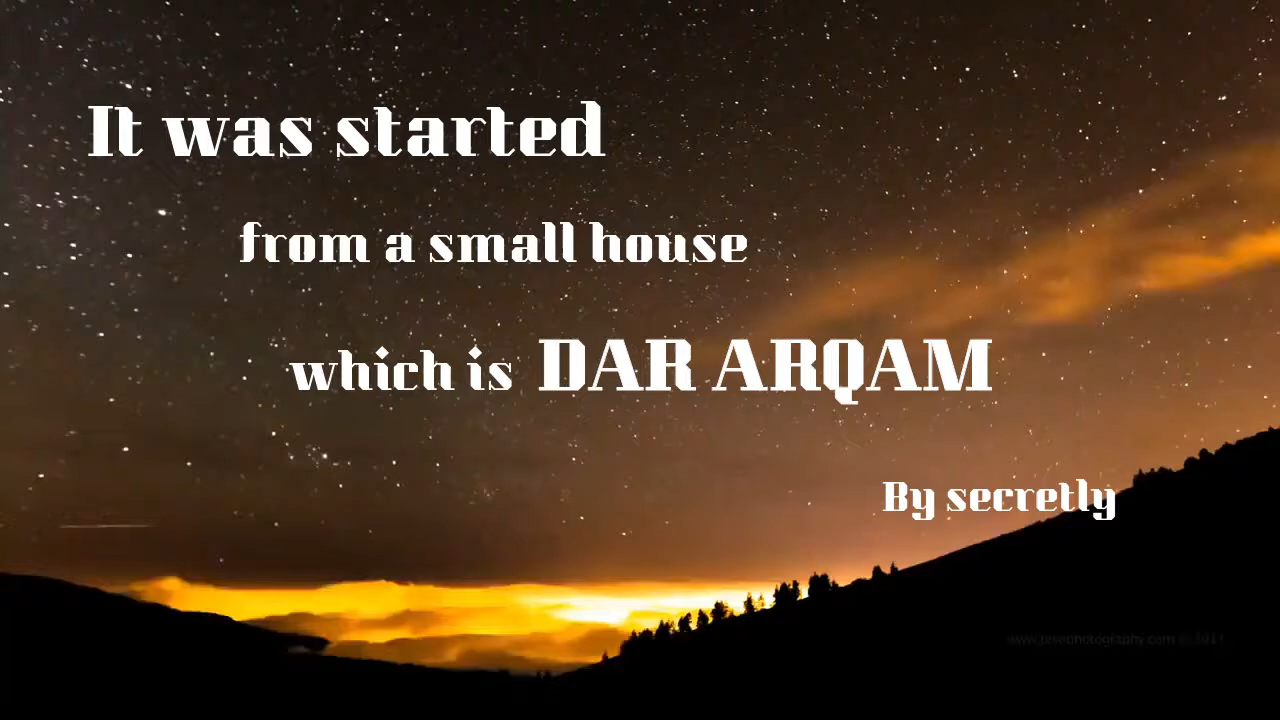 It was started
from a small house
which is DAR ARQAM
By secretly